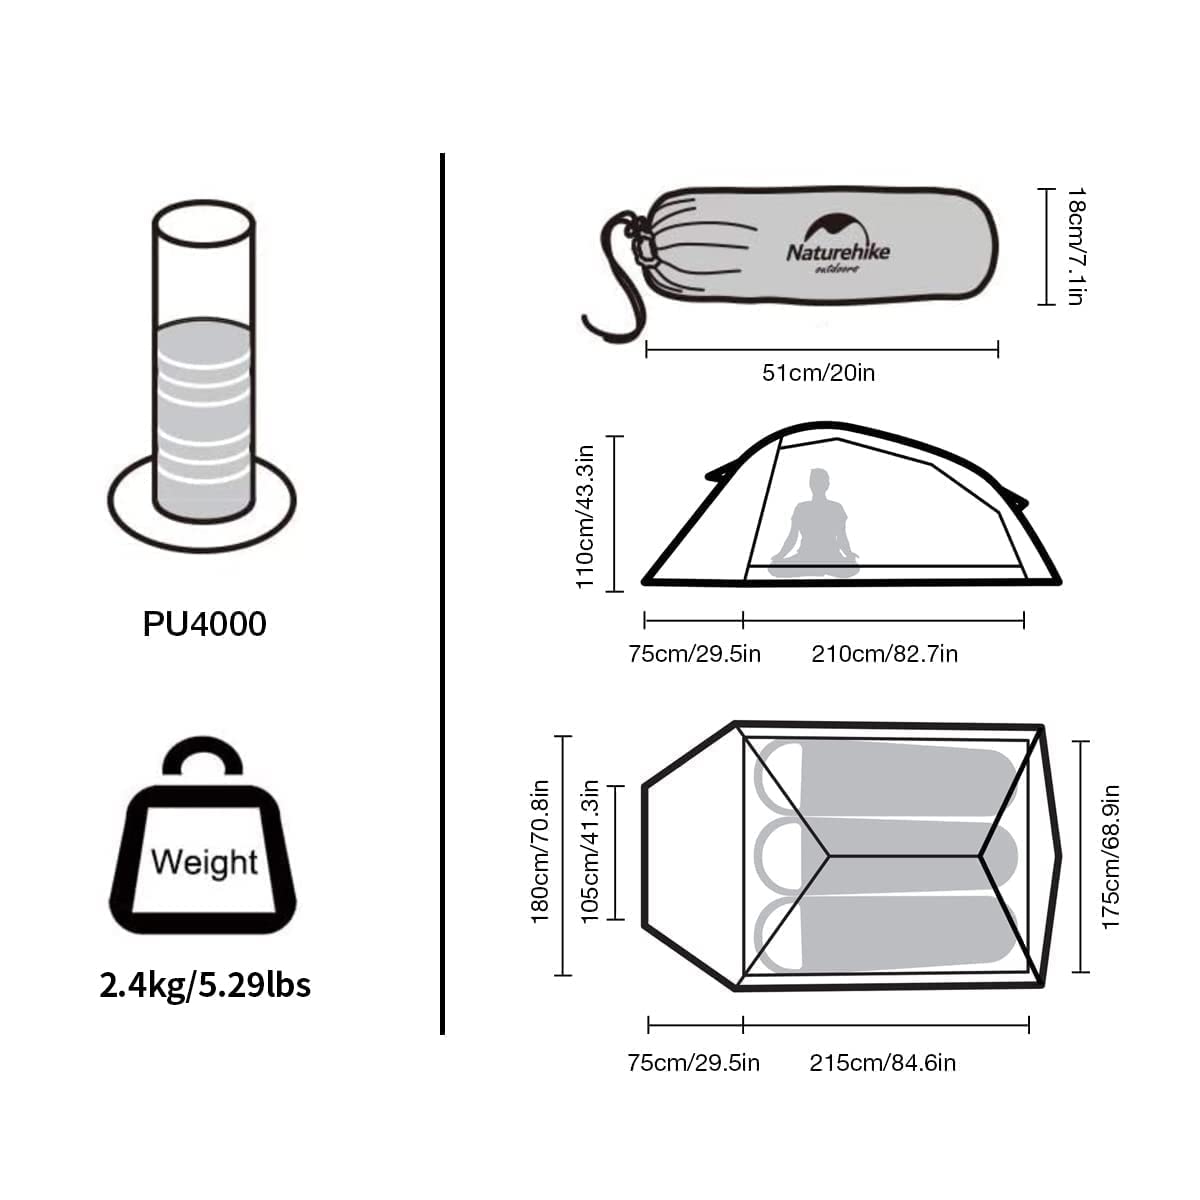 PU4000
Weight
2.4kg/5.29lbs
Naturehike
outdoors
18cm/7.1in
51cm/20in
110cm/43.3in
75cm/29.5in
210cm/82.7in
180cm/70.8in
105cm/41.3in
175cm/68.9in
75cm/29.5in
215cm/84.6in